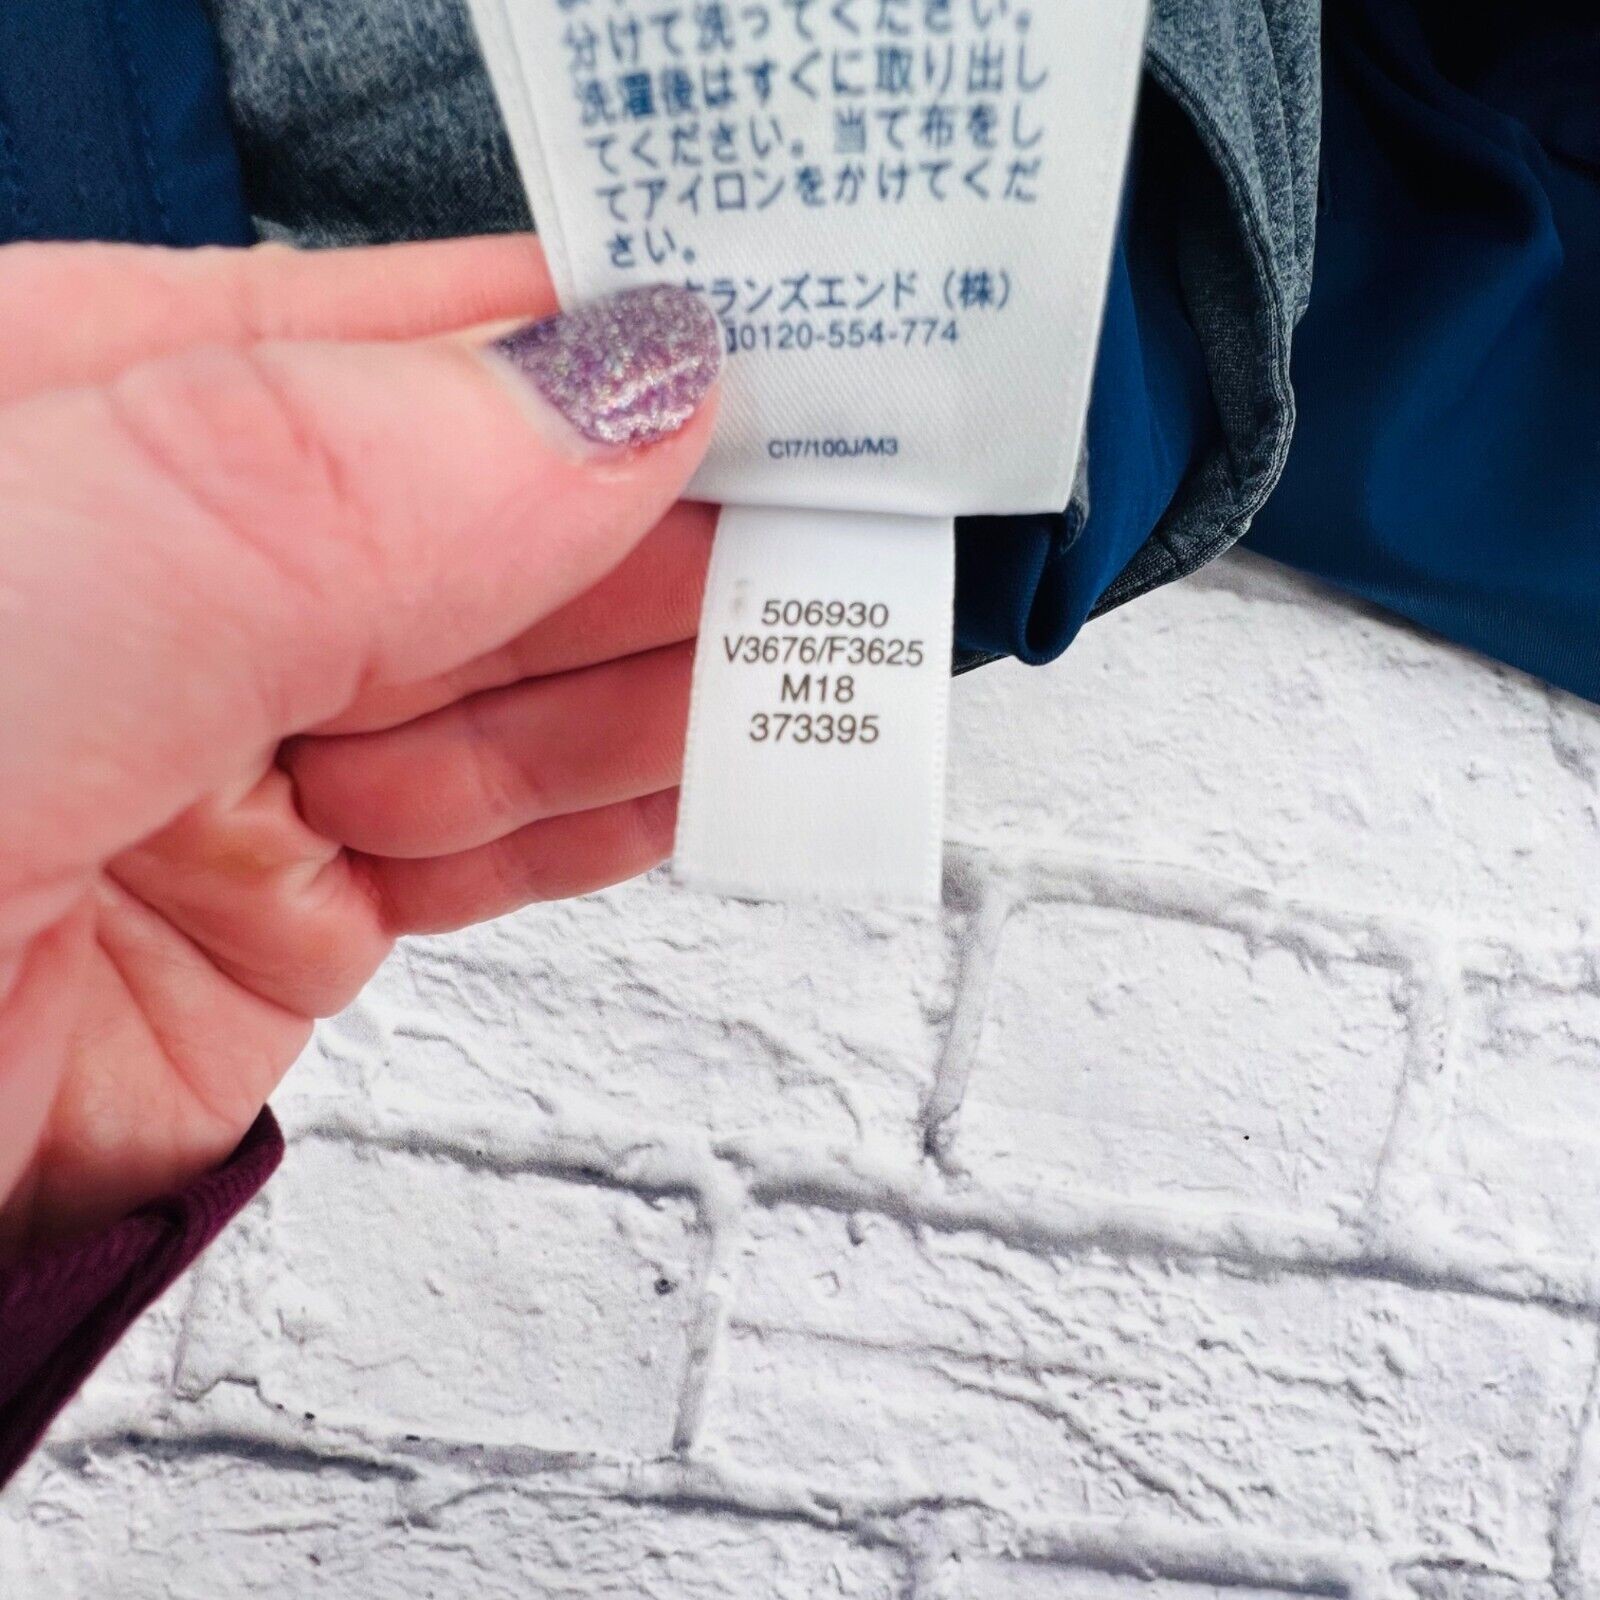 分けて洗ってください。
洗濯後はすぐに取り出し
てください。当て布をし
てアイロンをかけてくだ
さい。
ランズエンド（株）
0120-554-774
C17/100J/M3
506930
V3676/F3625
M18
373395